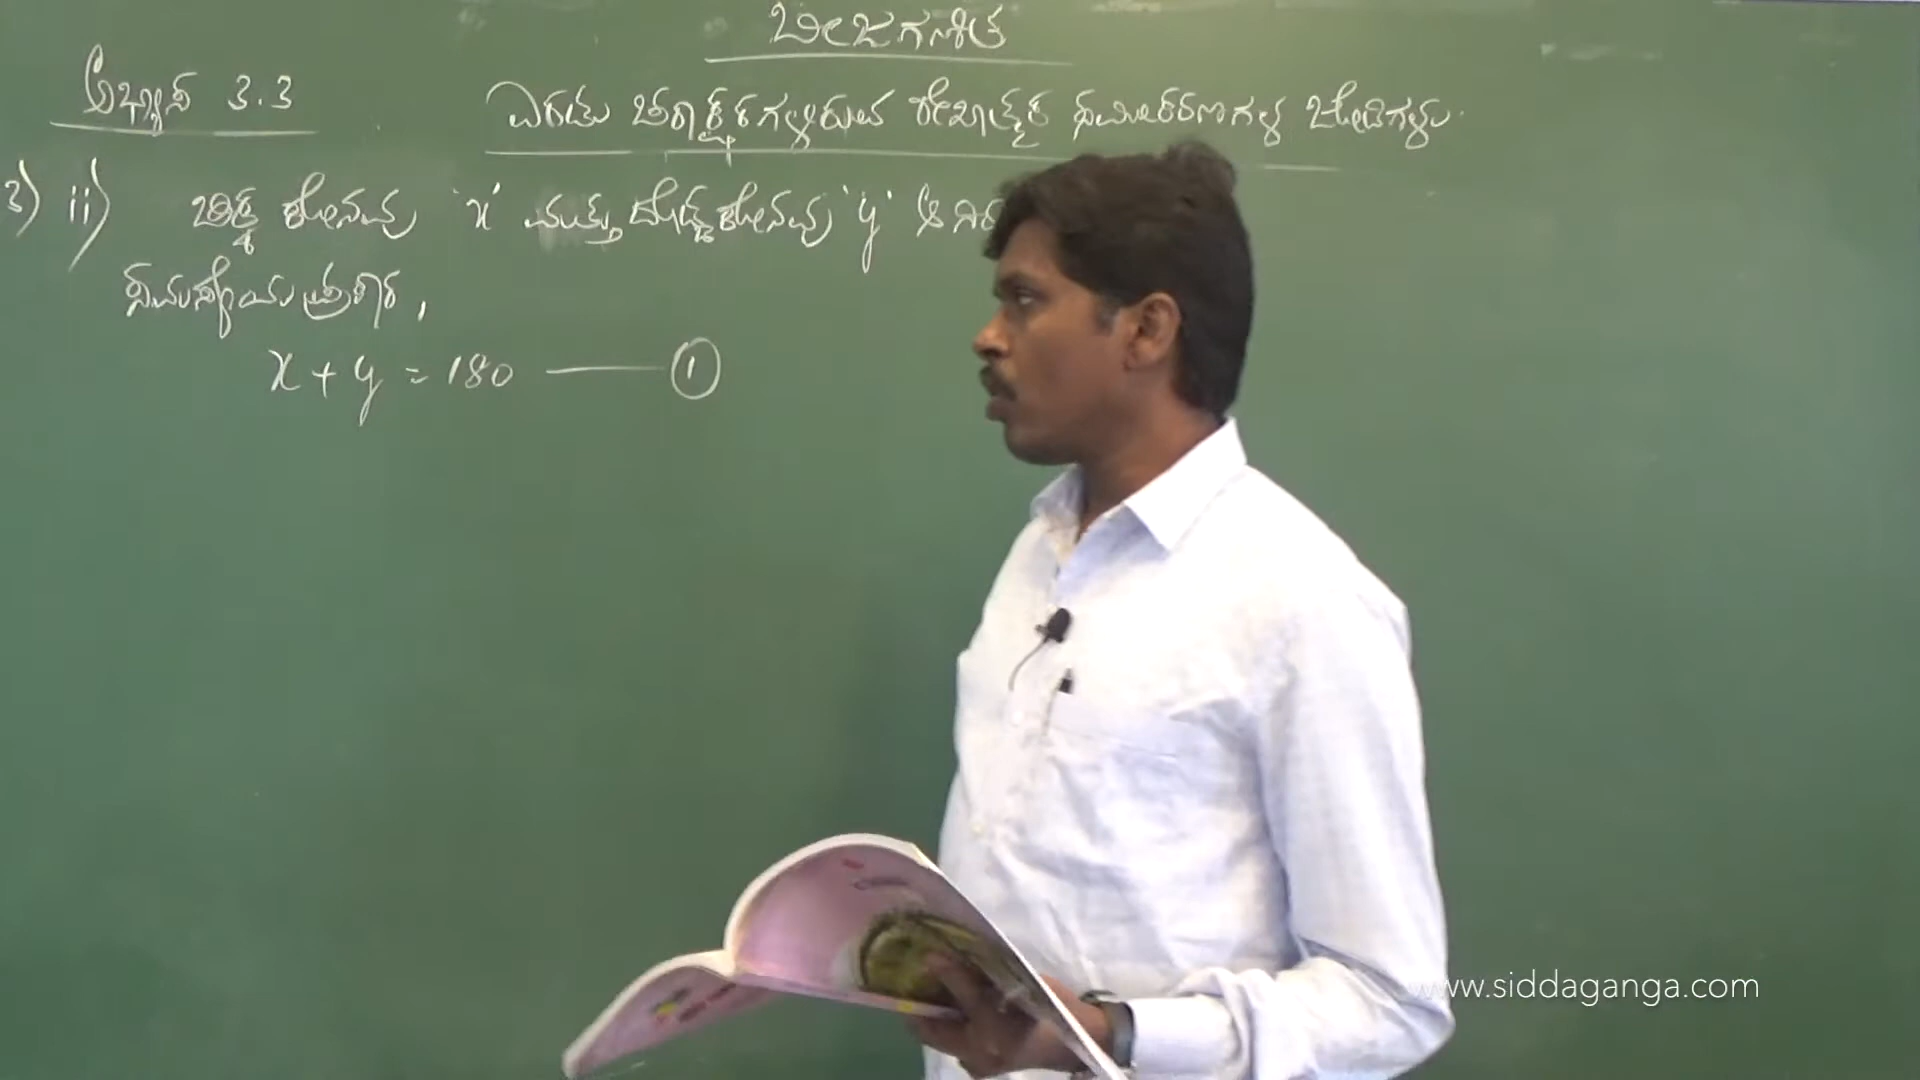 ಬೀಜಗಣಿತ
ಅಭ್ಯಾಸ 3.3
ಎರಡು ಚರಾಕ್ಷರಗಳ್ಳಿರುವ ರೇಖಾತ್ಮಕ ಸಮೀಕರಣಗಳ ಜೋಡಿಗಳು.
3) ii) ಚಿಕ್ಕ ಕೋನವು 'x' ಮತ್ತು ದೊಡ್ಡಕೋನವು 'y' ಆಗಿರ
ಸಮಸ್ಯೆಯ ಪ್ರಕಾರ,
x + y = 180 —— ①
www.siddaganga.com